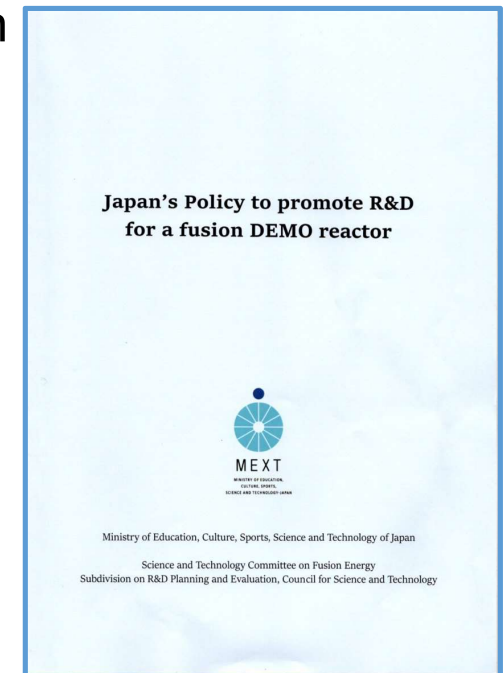 n
Japan's Policy to promote R&D
for a fusion DEMO reactor
MEXT
MINISTRY OF EDUCATION,
CULTURE, SPORTS,
SCIENCE AND TECHNOLOGY-JAPAN
Ministry of Education, Culture, Sports, Science and Technology of Japan
Science and Technology Committee on Fusion Energy
Subdivision on R&D Planning and Evaluation, Council for Science and Technology